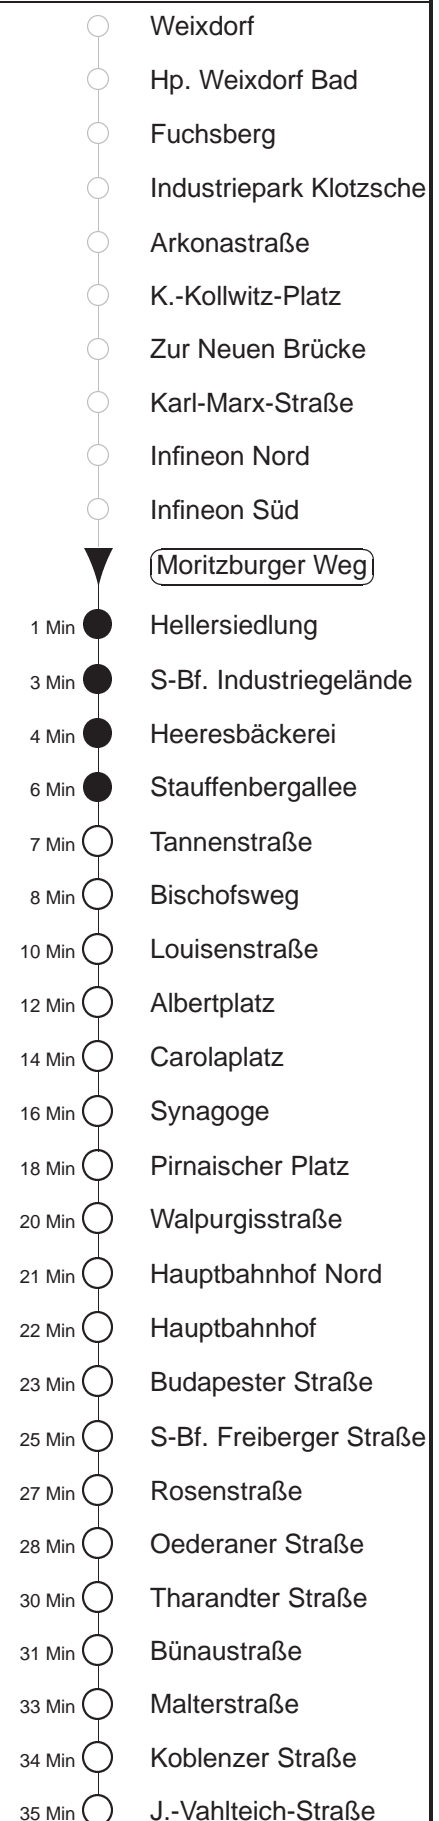 Weixdorf
Hp. Weixdorf Bad
Fuchsberg
Industriepark Klotzsche
Arkonastraße
K.-Kollwitz-Platz
Zur Neuen Brücke
Karl-Marx-Straße
Infineon Nord
Infineon Süd
Moritzburger Weg
1 Min Hellersiedlung
3 Min S-Bf. Industriegelände
4 Min Heeresbäckerei
6 Min Stauffenbergallee
7 Min Tannenstraße
8 Min Bischofsweg
10 Min Louisenstraße
12 Min Albertplatz
14 Min Carolaplatz
16 Min Synagoge
18 Min Pirnaischer Platz
20 Min Walpurgisstraße
21 Min Hauptbahnhof Nord
22 Min Hauptbahnhof
23 Min Budapester Straße
25 Min S-Bf. Freiberger Straße
27 Min Rosenstraße
28 Min Oederaner Straße
30 Min Tharandter Straße
31 Min Bünaustraße
33 Min Malterstraße
34 Min Koblenzer Straße
35 Min J.-Vahlteich-Straße